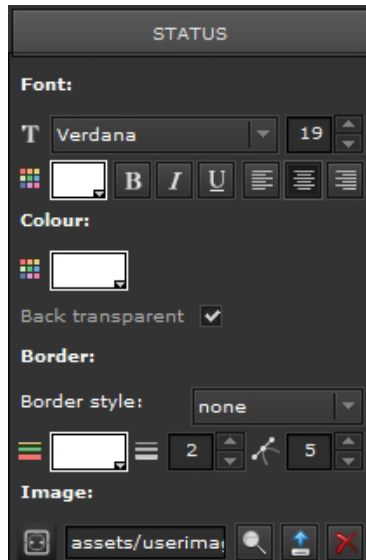 STATUS
Font:
T Verdana 19
B I U
Colour:
Back transparent
Border:
Border style: none
2 5
Image:
assets/userima